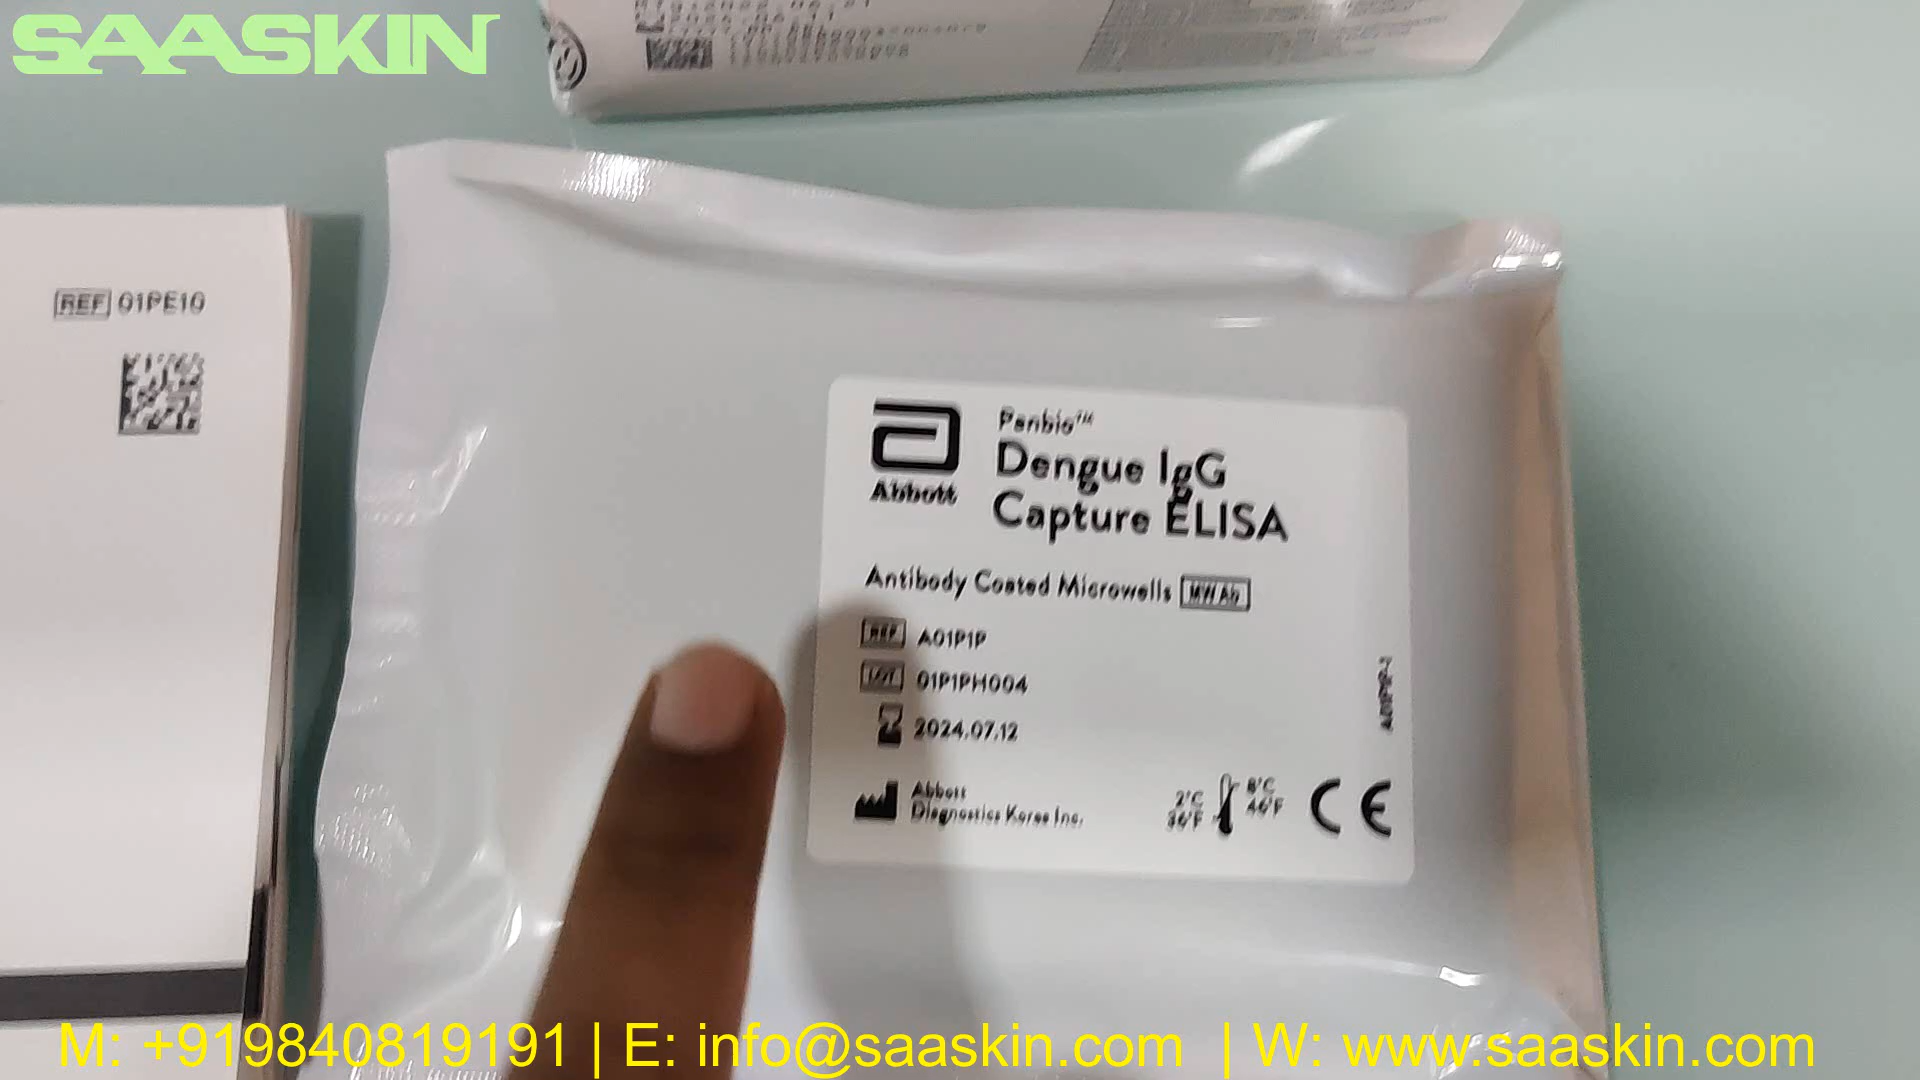 SAASKIN
REF 01PE10
Abbott
Panbio™
Dengue IgG
Capture ELISA
Antibody Coated Microwells MW Ab
REF A01P1P
LOT 01P1PH004
2024.07.12
Abbott
Diagnostics Korea Inc.
2°C
36°F
8°C
46°F
CE
M: +919840819191 | E: info@saaskin.com | W: www.saaskin.com